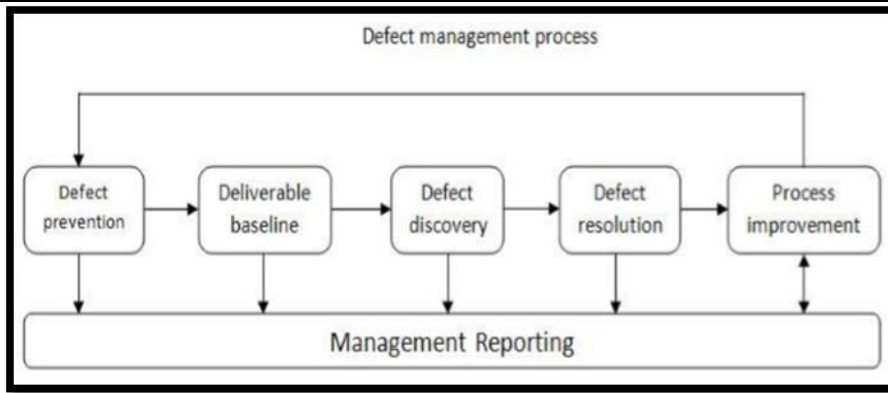 Defect management process
Defect
prevention
Deliverable
baseline
Defect
discovery
Defect
resolution
Process
improvement
Management Reporting